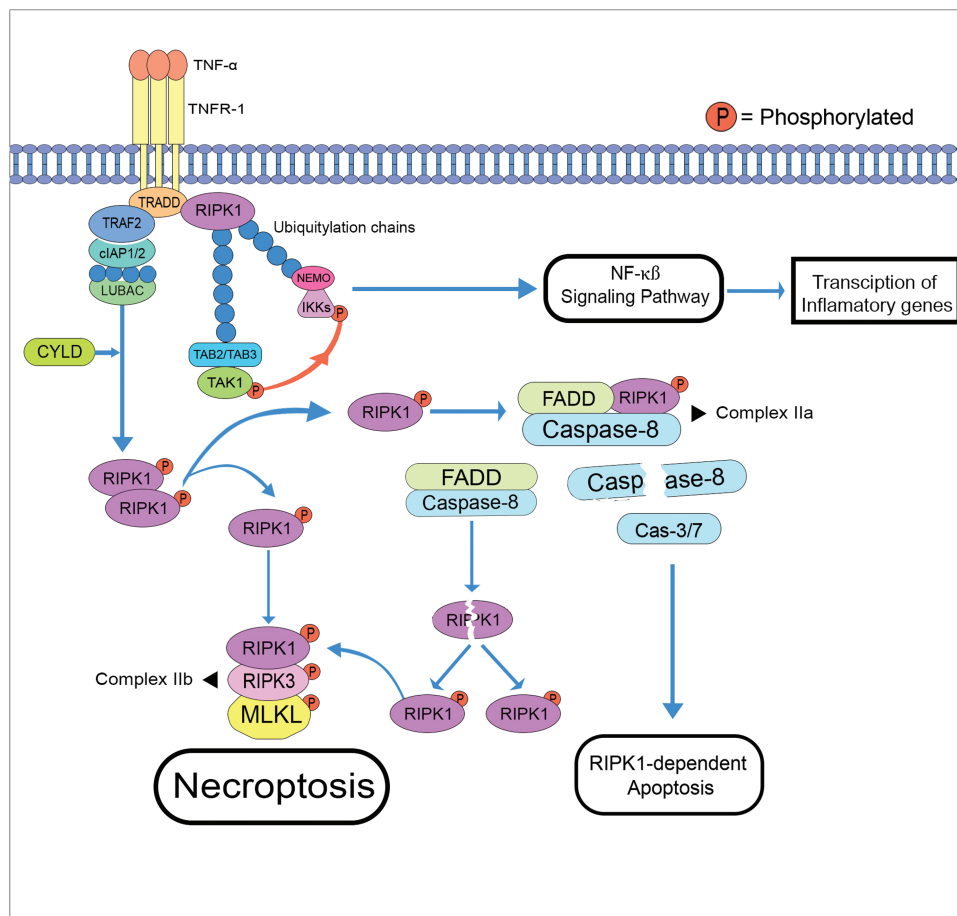 TNF-α
TNFR-1
P = Phosphorylated
TRADD
TRAF2
RIPK1
Ubiquitylation chains
cIAP1/2
LUBAC
NEMO
IKKs
P
NF-κß
Signaling Pathway
Transciption of
Inflamatory genes
CYLD
TAB2/TAB3
TAK1
P
RIPK1
P
FADD
RIPK1
P
Caspase-8
Complex IIa
RIPK1
P
RIPK1
P
FADD
Caspase-8
Casp ase-8
Cas-3/7
RIPK1
P
RIPK1
RIPK1
P
RIPK3
P
MLKL
P
Complex IIb
RIPK1
P
RIPK1
P
Necroptosis
RIPK1-dependent
Apoptosis